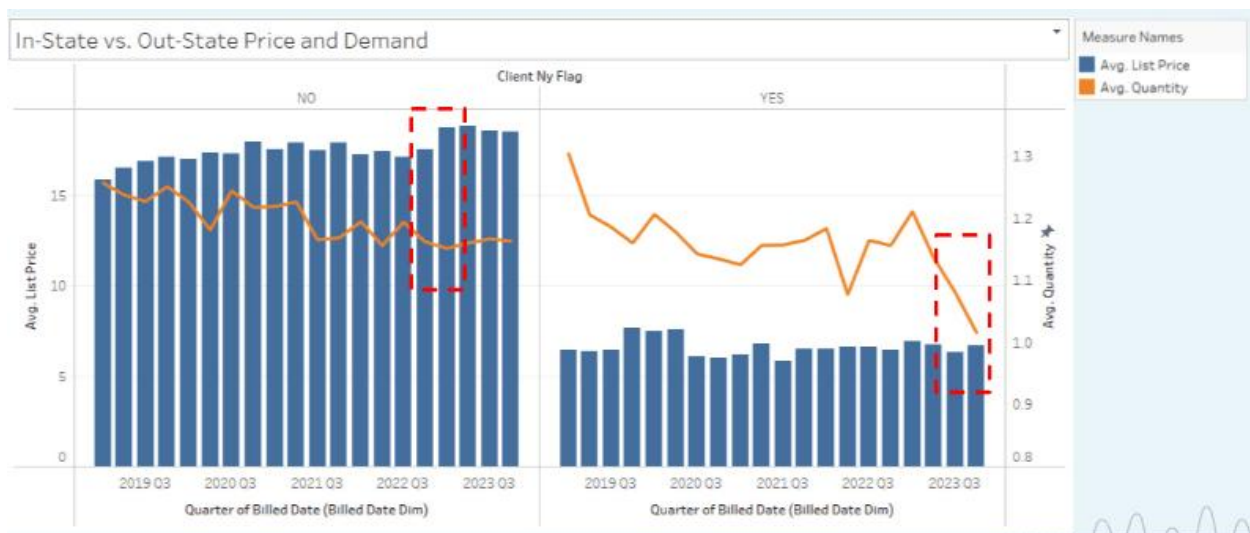 In-State vs. Out-State Price and Demand
Measure Names
Avg. List Price
Avg. Quantity
Client Ny Flag
NO
YES
Avg. List Price
15
10
5
0
1.3
1.2
1.1
1.0
0.9
0.8
Avg. Quantity
2019 Q3
2020 Q3
2021 Q3
2022 Q3
2023 Q3
2019 Q3
2020 Q3
2021 Q3
2022 Q3
2023 Q3
Quarter of Billed Date (Billed Date Dim)
Quarter of Billed Date (Billed Date Dim)